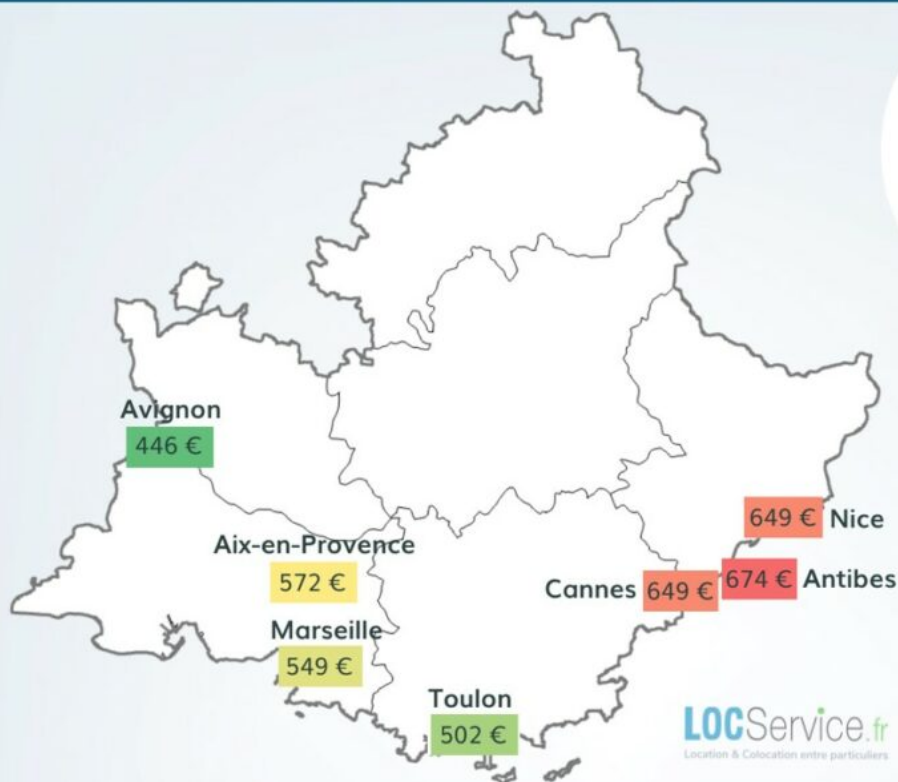 Avignon
446 €
Aix-en-Provence
572 €
Marseille
549 €
Toulon
502 €
649 € Nice
674 € Antibes
Cannes 649 €
LOCService.fr
Location & Colocation entre particuliers